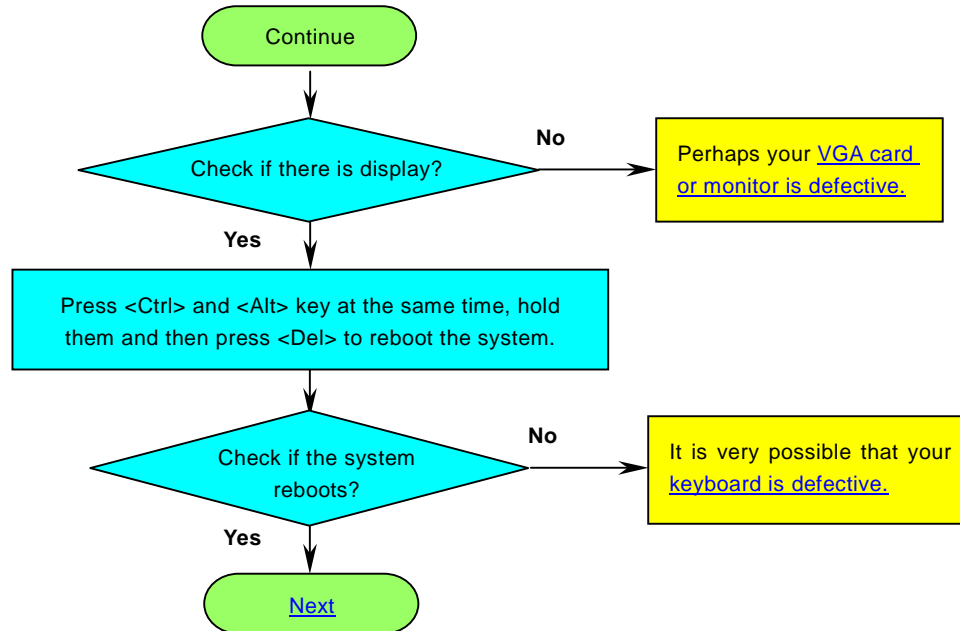 Continue
Check if there is display?
No
Perhaps your VGA card
or monitor is defective.
Yes
Press <Ctrl> and <Alt> key at the same time, hold
them and then press <Del> to reboot the system.
Check if the system
reboots?
No
It is very possible that your
keyboard is defective.
Yes
Next